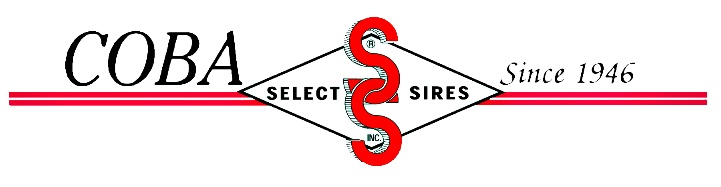 COBA
SELECT SIRES
®
INC.
Since 1946